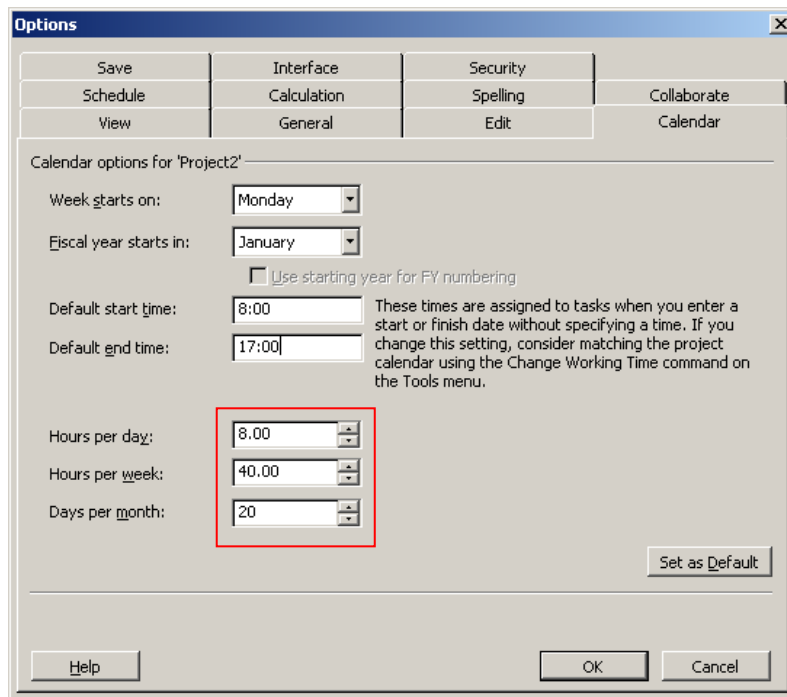 Options
Save Interface Security
Schedule Calculation Spelling Collaborate
View General Edit Calendar
Calendar options for 'Project2'
Week starts on: Monday
Fiscal year starts in: January
Use starting year for FY numbering
Default start time: 8:00
Default end time: 17:00
These times are assigned to tasks when you enter a
start or finish date without specifying a time. If you
change this setting, consider matching the project
calendar using the Change Working Time command on
the Tools menu.
Hours per day: 8.00
Hours per week: 40.00
Days per month: 20
Set as Default
Help OK Cancel